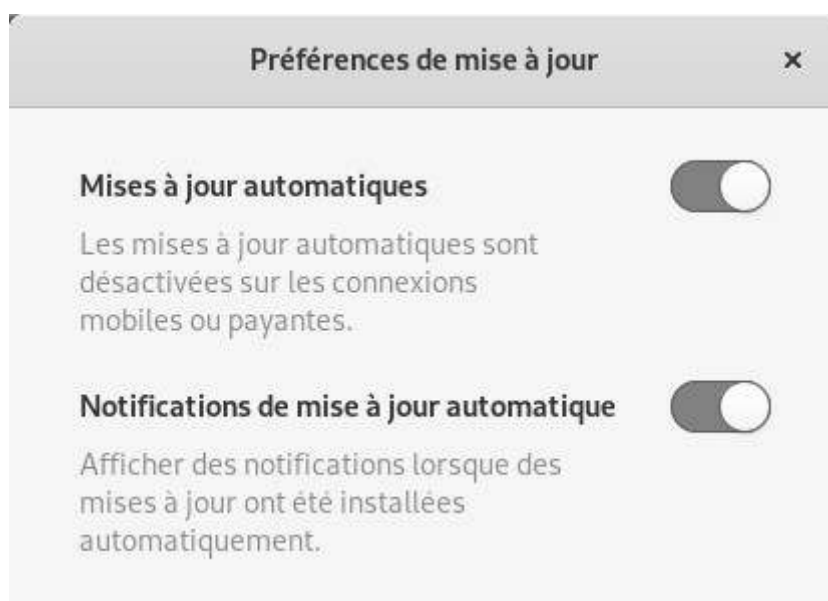 Préférences de mise à jour
Mises à jour automatiques
Les mises à jour automatiques sont
désactivées sur les connexions
mobiles ou payantes.
Notifications de mise à jour automatique
Afficher des notifications lorsque des
mises à jour ont été installées
automatiquement.